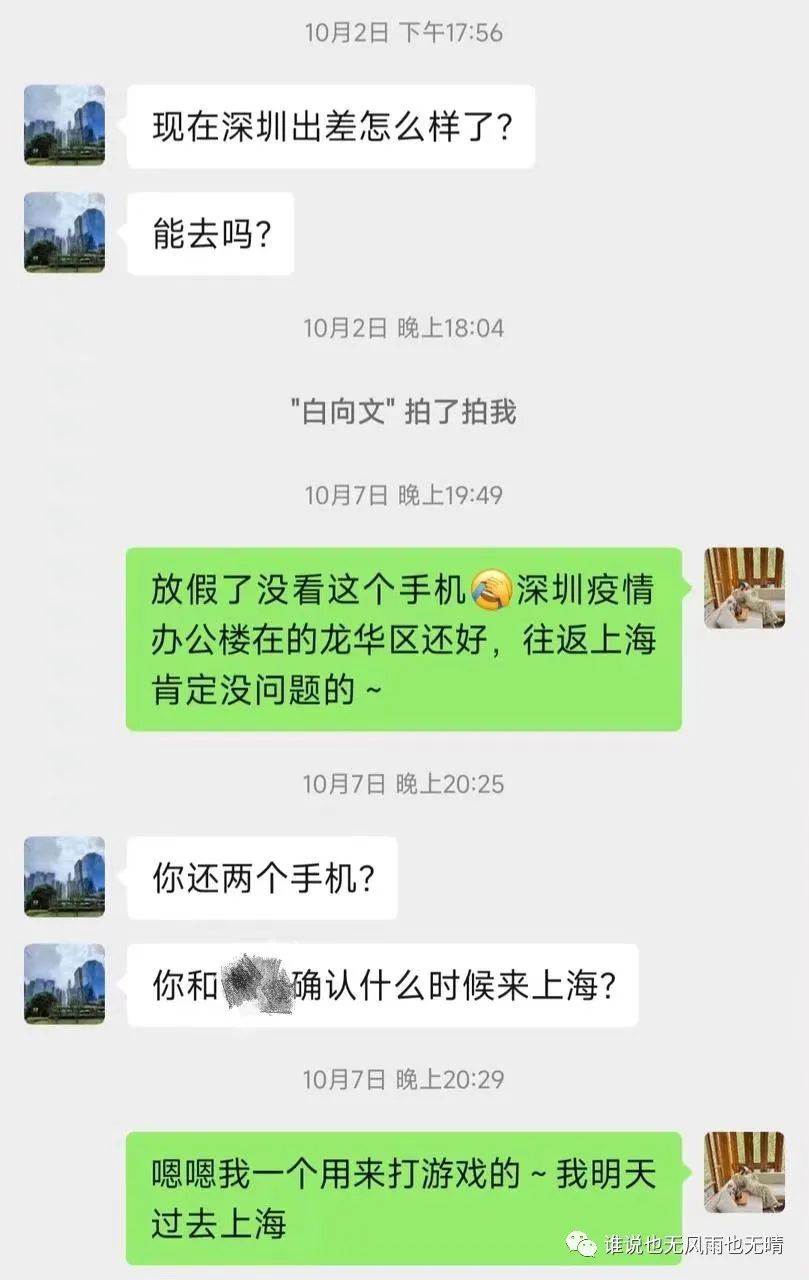 10月2日 下午17:56
现在深圳出差怎么样了？
能去吗？
10月2日 晚上18:04
"白向文" 拍了拍我
10月7日 晚上19:49
放假了没看这个手机🤦深圳疫情
办公楼在的龙华区还好，往返上海
肯定没问题的～
10月7日 晚上20:25
你还两个手机？
你和确认什么时候来上海？
10月7日 晚上20:29
嗯嗯我一个用来打游戏的～我明天
过去上海
谁说也无风雨也无晴